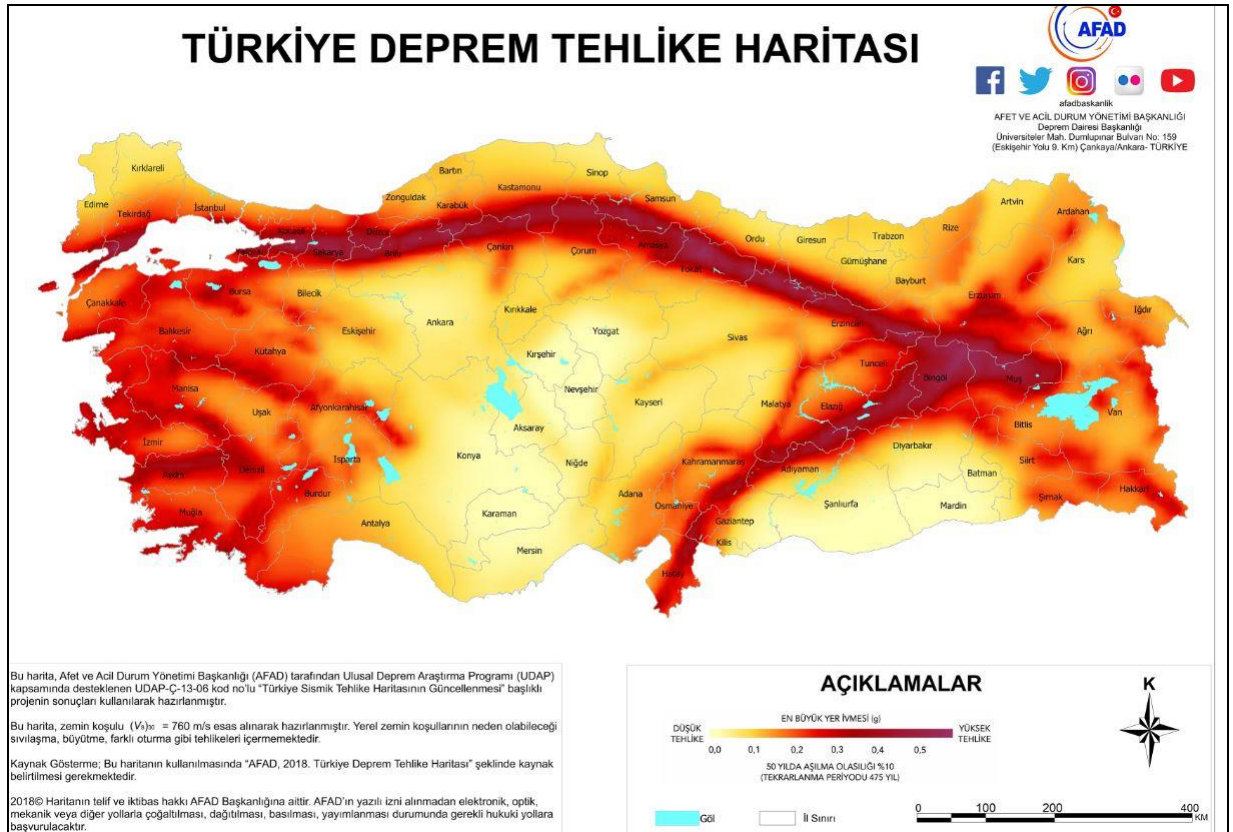 TÜRKİYE DEPREM TEHLİKE HARİTASI
AFAD
afadbaskanlik
AFET VE ACİL DURUM YÖNETİMİ BAŞKANLIĞI
Deprem Dairesi Başkanlığı
Üniversiteler Mah. Dumlupınar Bulvarı No: 159
(Eskişehir Yolu 9. Km) Çankaya/Ankara- TÜRKİYE
Kırklareli
Edirne
Tekirdağ
İstanbul
Kocaeli
Sakarya
Düzce
Bolu
Zonguldak
Bartın
Karabük
Kastamonu
Sinop
Samsun
Çankırı
Çorum
Amasya
Tokat
Ordu
Giresun
Trabzon
Rize
Artvin
Ardahan
Gümüşhane
Bayburt
Kars
Erzurum
Iğdır
Ağrı
Erzincan
Çanakkale
Bursa
Bilecik
Balıkesir
Kütahya
Eskişehir
Ankara
Kırıkkale
Yozgat
Kırşehir
Nevşehir
Sivas
Tunceli
Bingöl
Muş
Manisa
Uşak
Afyonkarahisar
Aksaray
Kayseri
Malatya
Elazığ
Bitlis
Van
İzmir
Aydın
Denizli
Isparta
Konya
Niğde
Kahramanmaraş
Adıyaman
Diyarbakır
Batman
Siirt
Hakkari
Muğla
Burdur
Antalya
Karaman
Mersin
Adana
Osmaniye
Gaziantep
Kilis
Şanlıurfa
Mardin
Şırnak
Hatay
Bu harita, Afet ve Acil Durum Yönetimi Başkanlığı (AFAD) tarafından Ulusal Deprem Araştırma Programı (UDAP)
kapsamında desteklenen UDAP-Ç-13-06 kod no'lu “Türkiye Sismik Tehlike Haritasının Güncellenmesi” başlıklı
projenin sonuçları kullanılarak hazırlanmıştır.
Bu harita, zemin koşulu (Vs)30 = 760 m/s esas alınarak hazırlanmıştır. Yerel zemin koşullarının neden olabileceği
sıvılaşma, büyütme, farklı oturma gibi tehlikeleri içermemektedir.
Kaynak Gösterme; Bu haritanın kullanılmasında “AFAD, 2018. Türkiye Deprem Tehlike Haritası” şeklinde kaynak
belirtilmesi gerekmektedir.
2018© Haritanın telif ve iktibas hakkı AFAD Başkanlığına aittir. AFAD'ın yazılı izni alınmadan elektronik, optik,
mekanik veya diğer yollarla çoğaltılması, dağıtılması, basılması, yayımlanması durumunda gerekli hukuki yollara
başvurulacaktır.
AÇIKLAMALAR
EN BÜYÜK YER İVMESİ (g)
DÜŞÜK TEHLİKE
YÜKSEK TEHLİKE
0,0 0,1 0,2 0,3 0,4 0,5
50 YILDA AŞILMA OLASILIĞI %10
(TEKRARLANMA PERİYODU 475 YIL)
Göl
İl Sınırı
K
0 100 200 400
KM